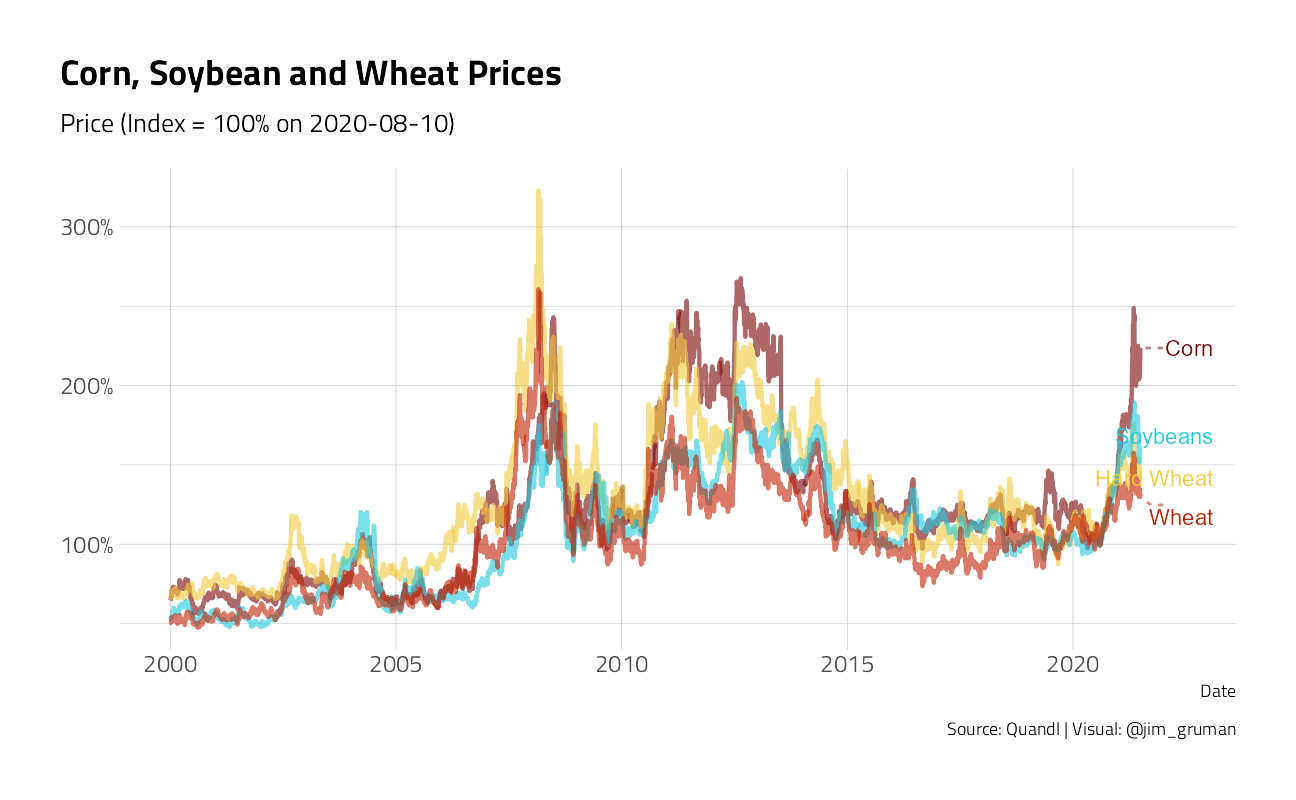 Corn, Soybean and Wheat Prices
Price (Index = 100% on 2020-08-10)
300%
200%
100%
Corn
Soybeans
Hard Wheat
Wheat
2000 2005 2010 2015 2020
Date
Source: Quandl | Visual: @jim_gruman